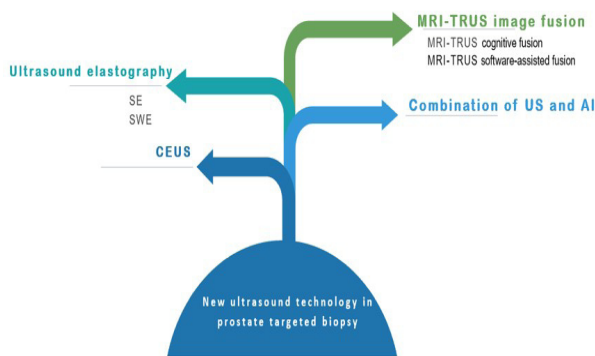 MRI-TRUS image fusion
MRI-TRUS cognitive fusion
MRI-TRUS software-assisted fusion
Ultrasound elastography
SE
SWE
Combination of US and AI
CEUS
New ultrasound technology in
prostate targeted biopsy